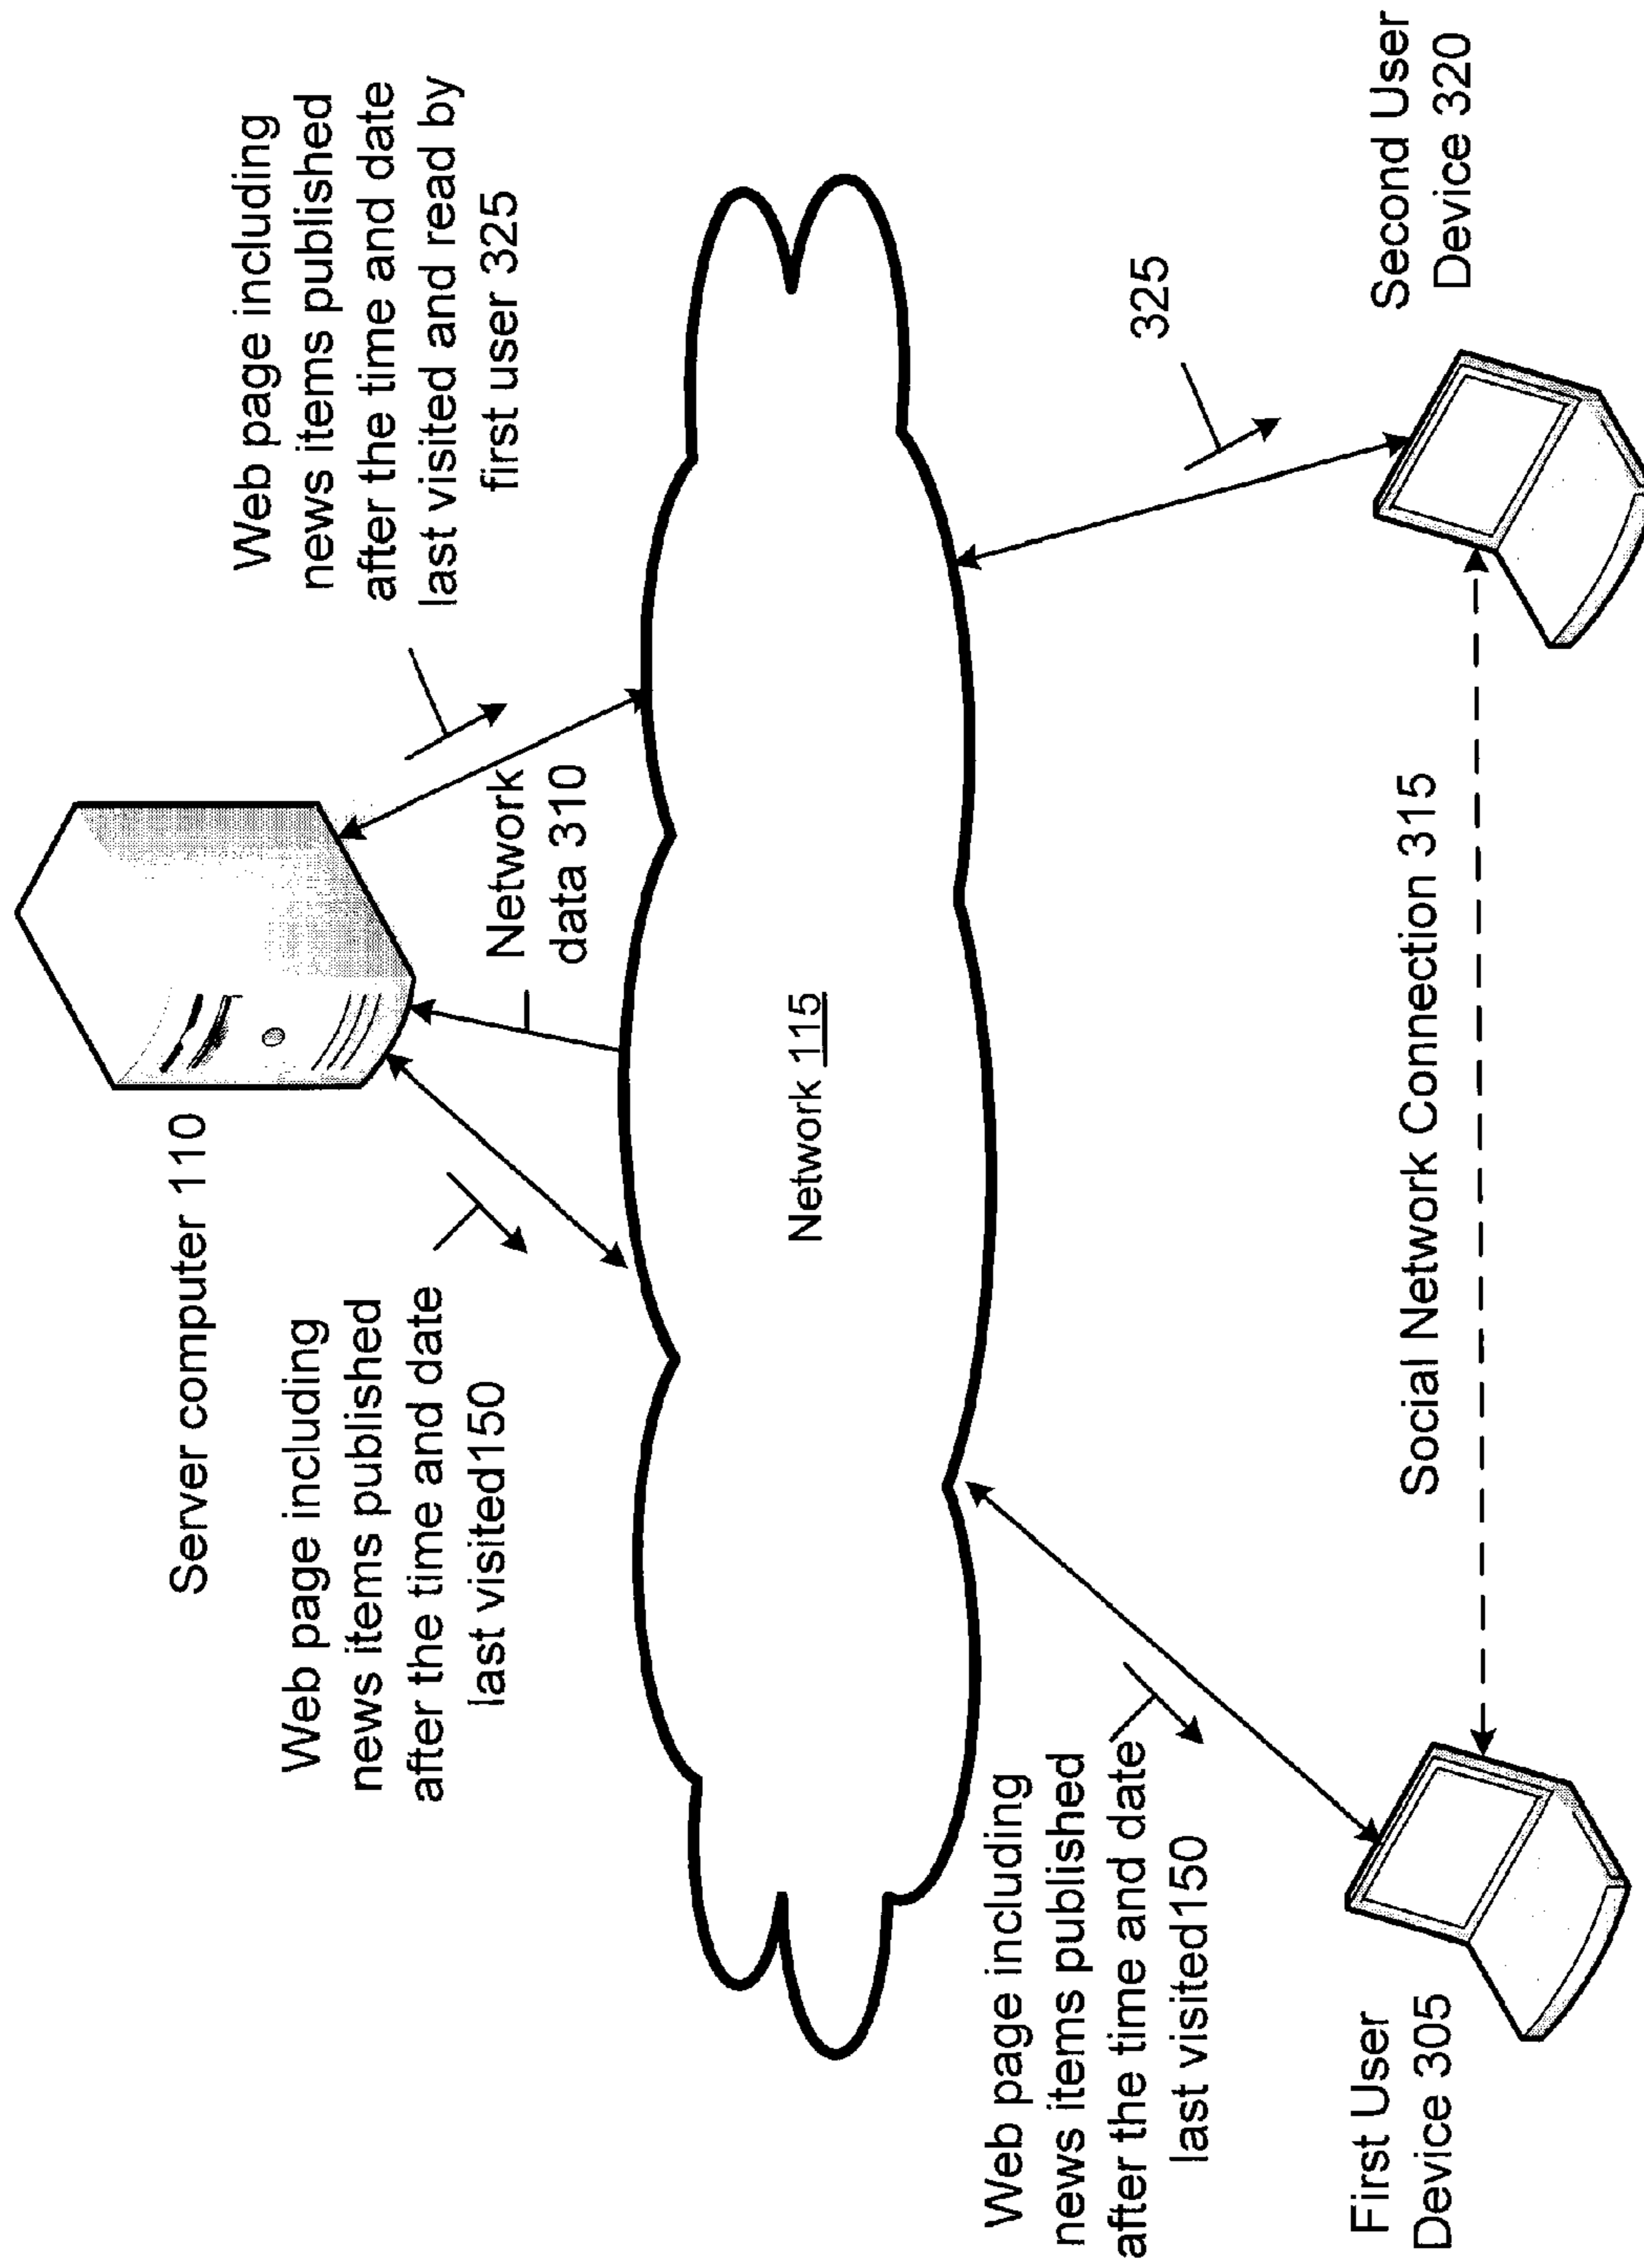 Server computer 110
Web page including
news items published
after the time and date
last visited150
Network
data 310
Web page including
news items published
after the time and date
last visited and read by
first user 325
Network 115
Web page including
news items published
after the time and date
last visited150
325
First User
Device 305
Social Network Connection 315
Second User
Device 320